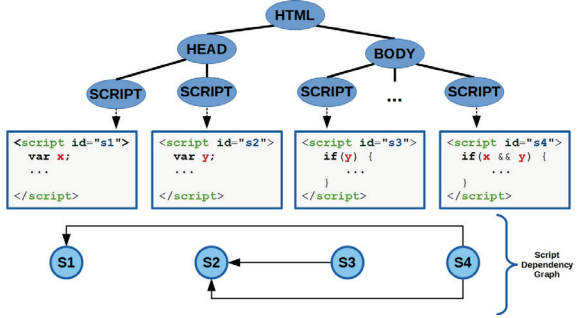 HTML
HEAD
BODY
SCRIPT
SCRIPT
SCRIPT
...
SCRIPT
<script id="s1">
var x;
...
</script>
<script id="s2">
var y;
...
</script>
<script id="s3">
if(y) {
...
}
</script>
<script id="s4">
if(x && y) {
...
}
</script>
S1
S2
S3
S4
Script
Dependency
Graph